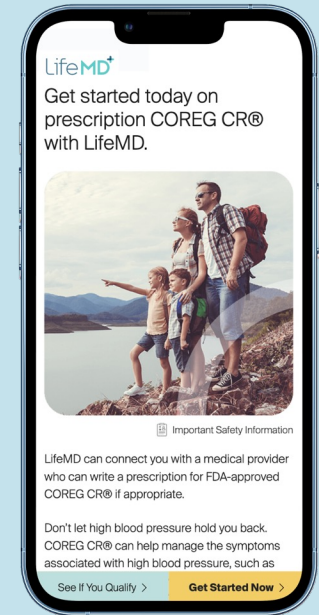 LifeMD+
Get started today on
prescription COREG CR®
with LifeMD.
Important Safety Information
LifeMD can connect you with a medical provider
who can write a prescription for FDA-approved
COREG CR® if appropriate.
Don't let high blood pressure hold you back.
COREG CR® can help manage the symptoms
associated with high blood pressure, such as
See If You Qualify >
Get Started Now >